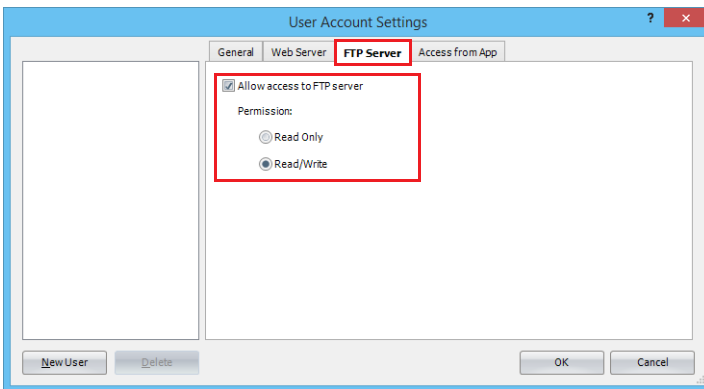 User Account Settings
?
×
General Web Server FTP Server Access from App
Allow access to FTP server
Permission:
Read Only
Read/Write
New User Delete OK Cancel